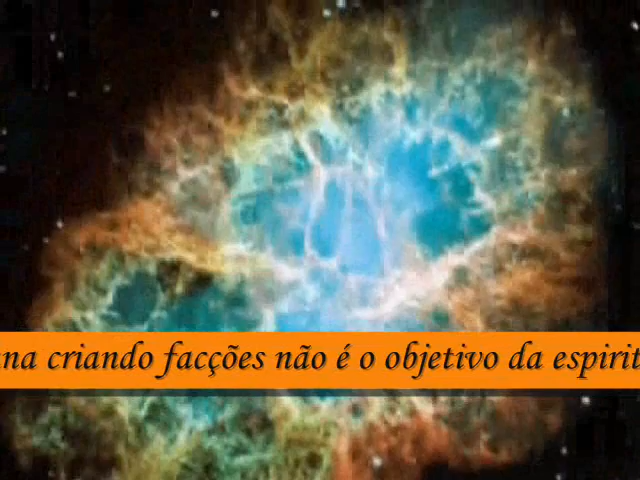 na criando facções não é o objetivo da espirit